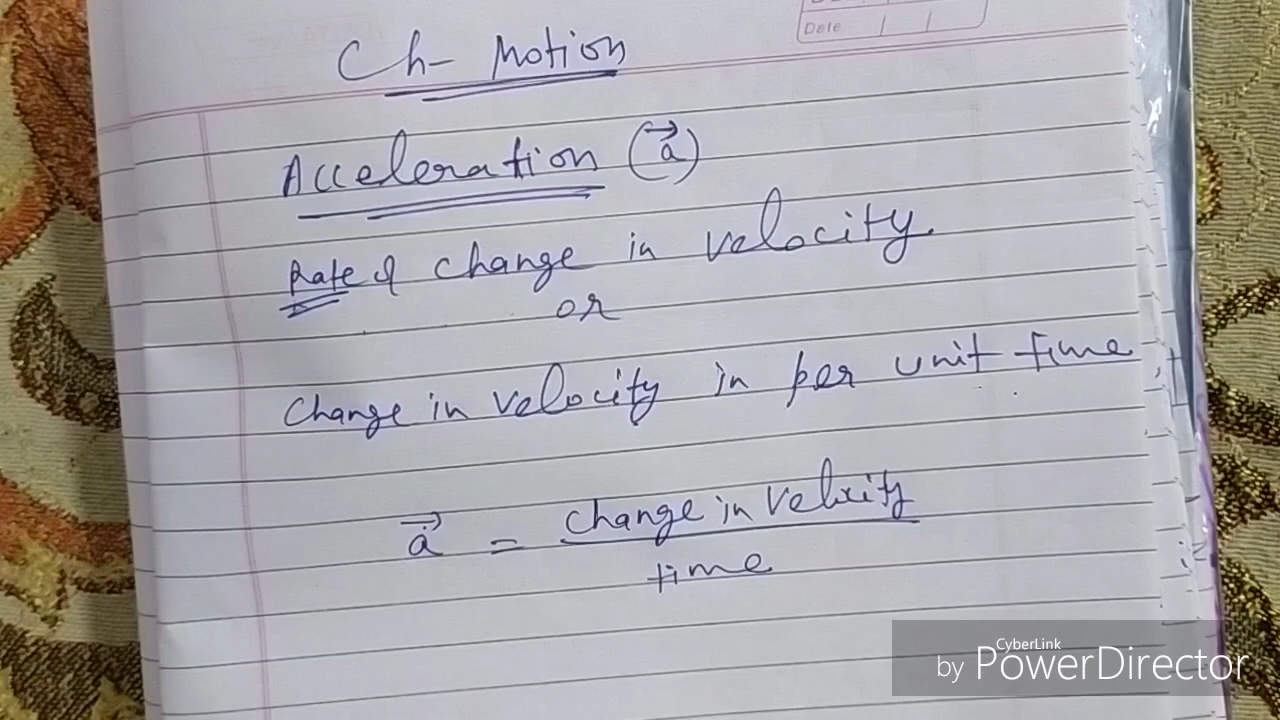 Date
Ch- Motion
Acceleration (a⃗)
Rate of change in velocity.
or
Change in velocity in per unit time
a⃗ = change in velocity
time
CyberLink
by PowerDirector